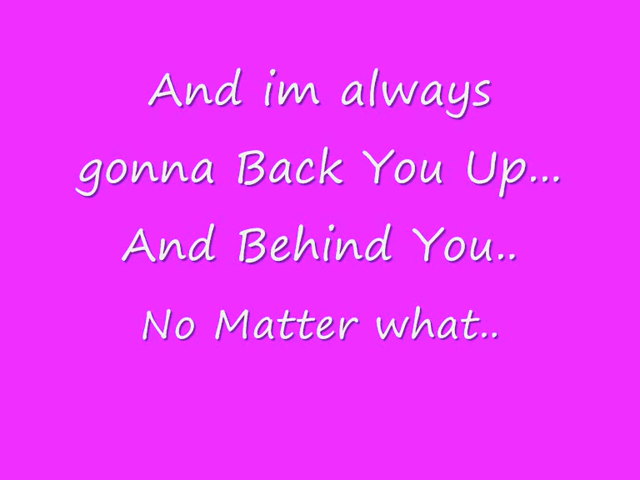 And im always
gonna Back You Up...
And Behind You..
No Matter what..